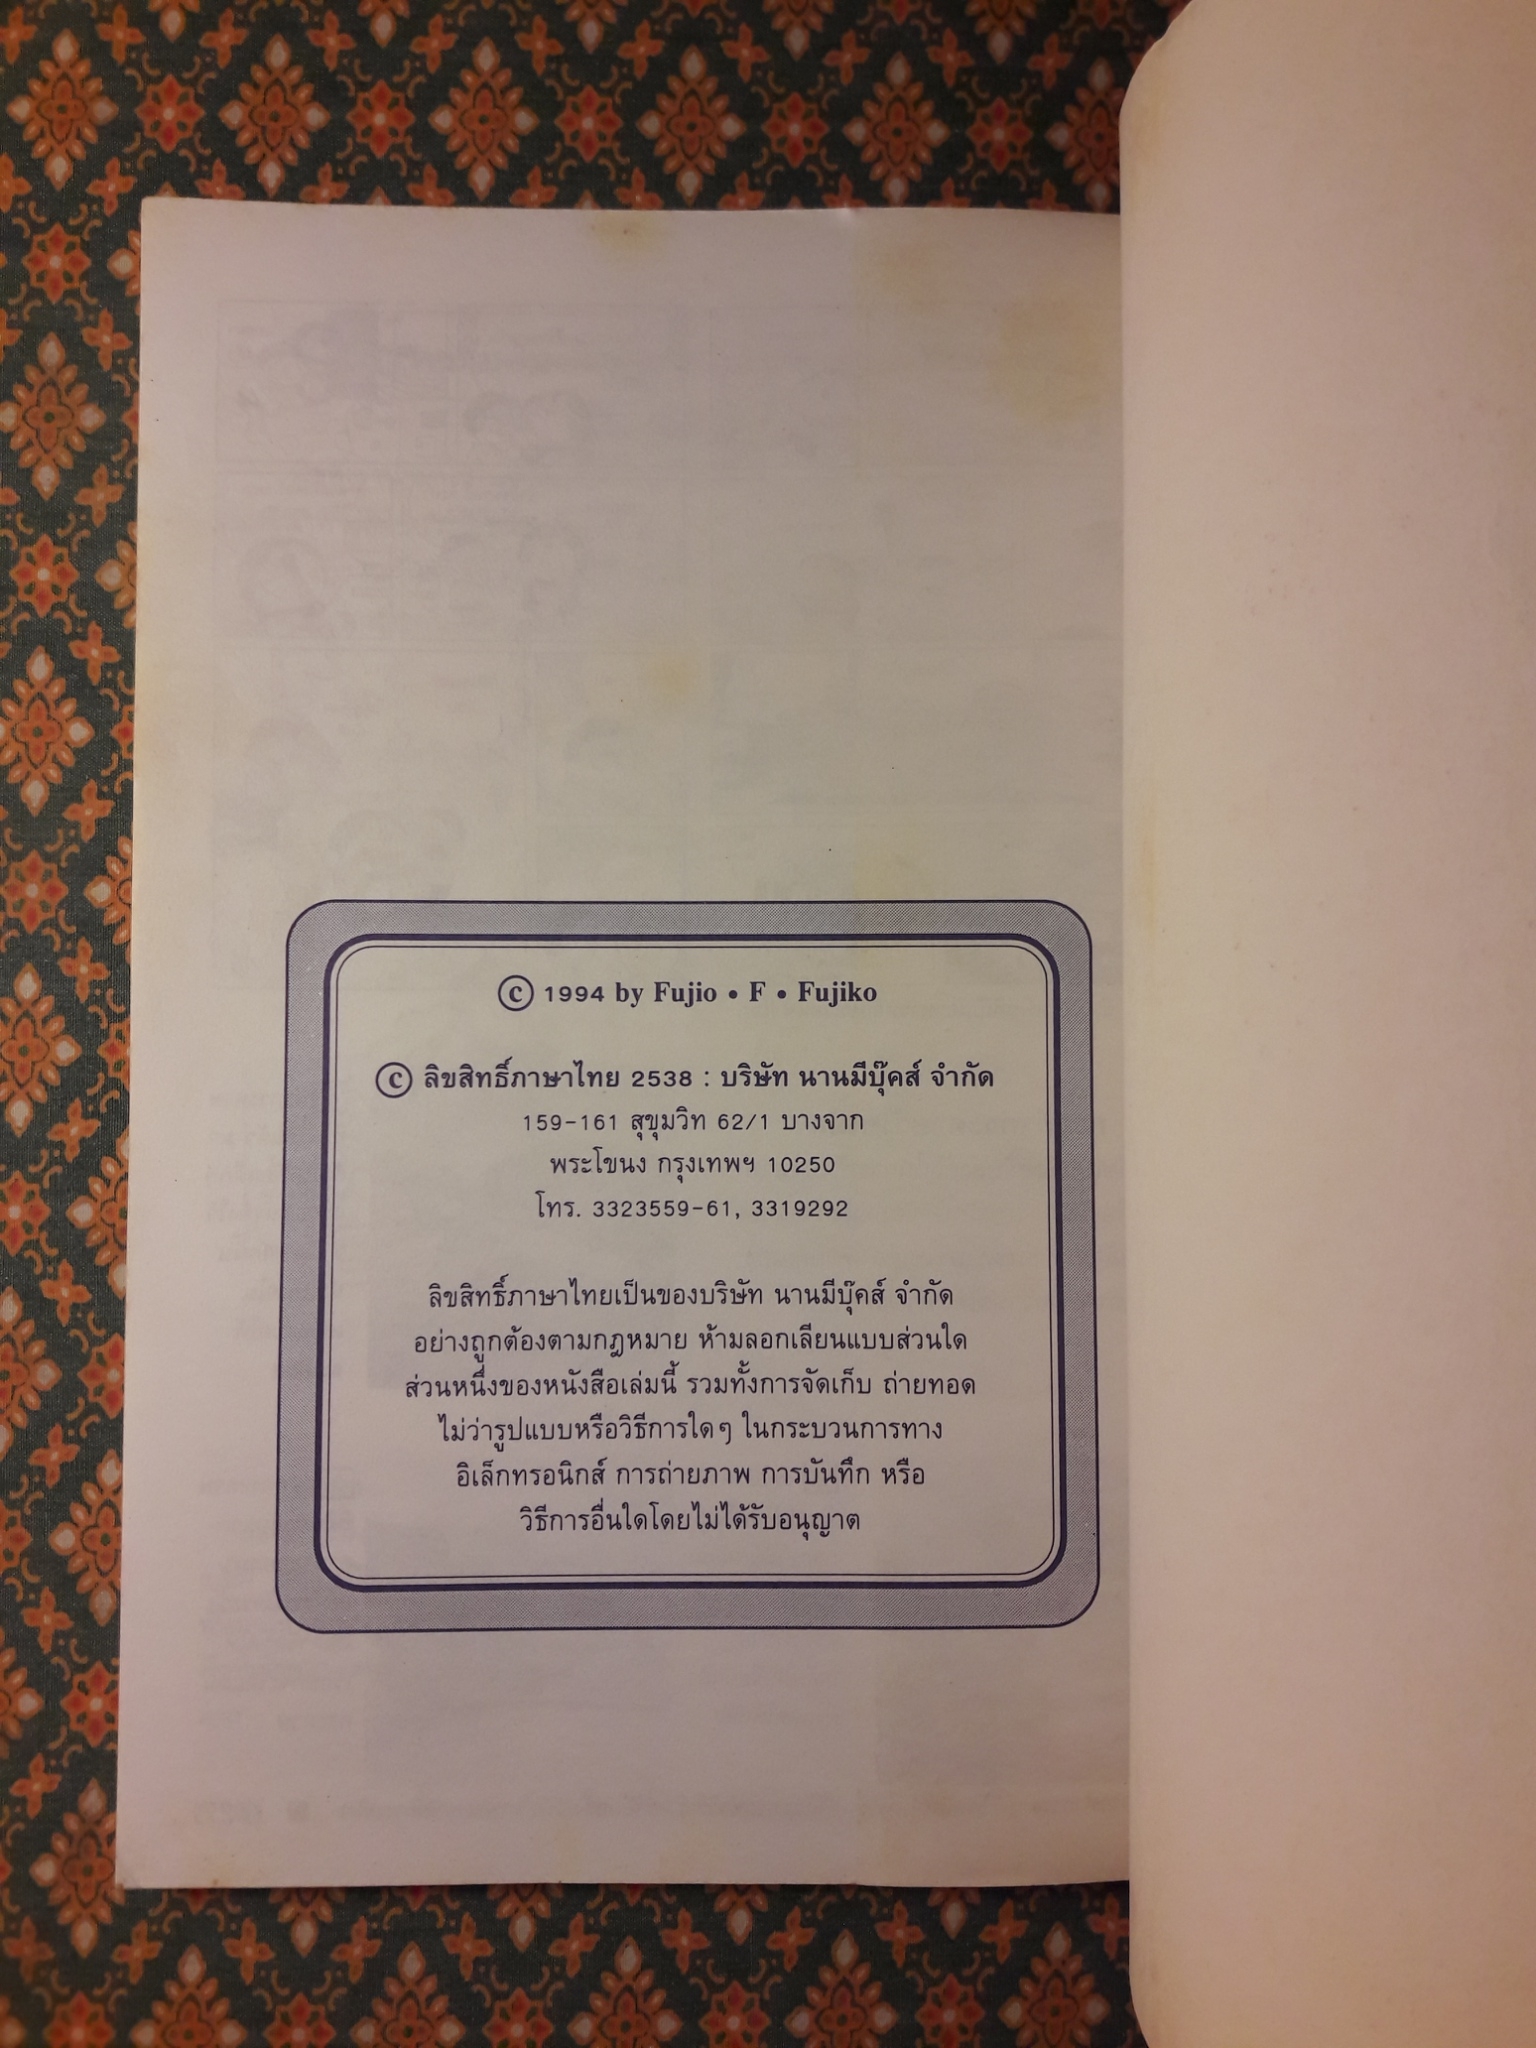 © 1994 by Fujio • F • Fujiko
© ลิขสิทธิ์ภาษาไทย 2538 : บริษัท นานมีบุ๊คส์ จำกัด
159-161 สุขุมวิท 62/1 บางจาก
พระโขนง กรุงเทพฯ 10250
โทร. 3323559-61, 3319292
ลิขสิทธิ์ภาษาไทยเป็นของบริษัท นานมีบุ๊คส์ จำกัด
อย่างถูกต้องตามกฎหมาย ห้ามลอกเลียนแบบส่วนใด
ส่วนหนึ่งของหนังสือเล่มนี้ รวมทั้งการจัดเก็บ ถ่ายทอด
ไม่ว่ารูปแบบหรือวิธีการใดๆ ในกระบวนการทาง
อิเล็กทรอนิกส์ การถ่ายภาพ การบันทึก หรือ
วิธีการอื่นใดโดยไม่ได้รับอนุญาต